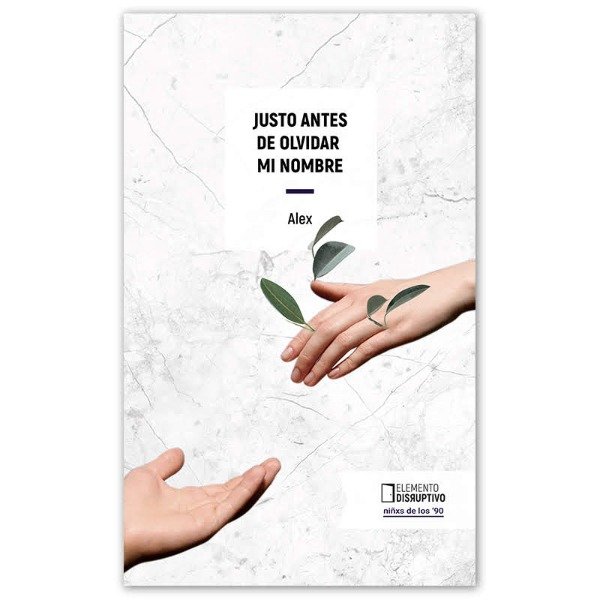 JUSTO ANTES
DE OLVIDAR
MI NOMBRE
Alex
ELEMENTO
DISRUPTIVO
niñxs de los '90